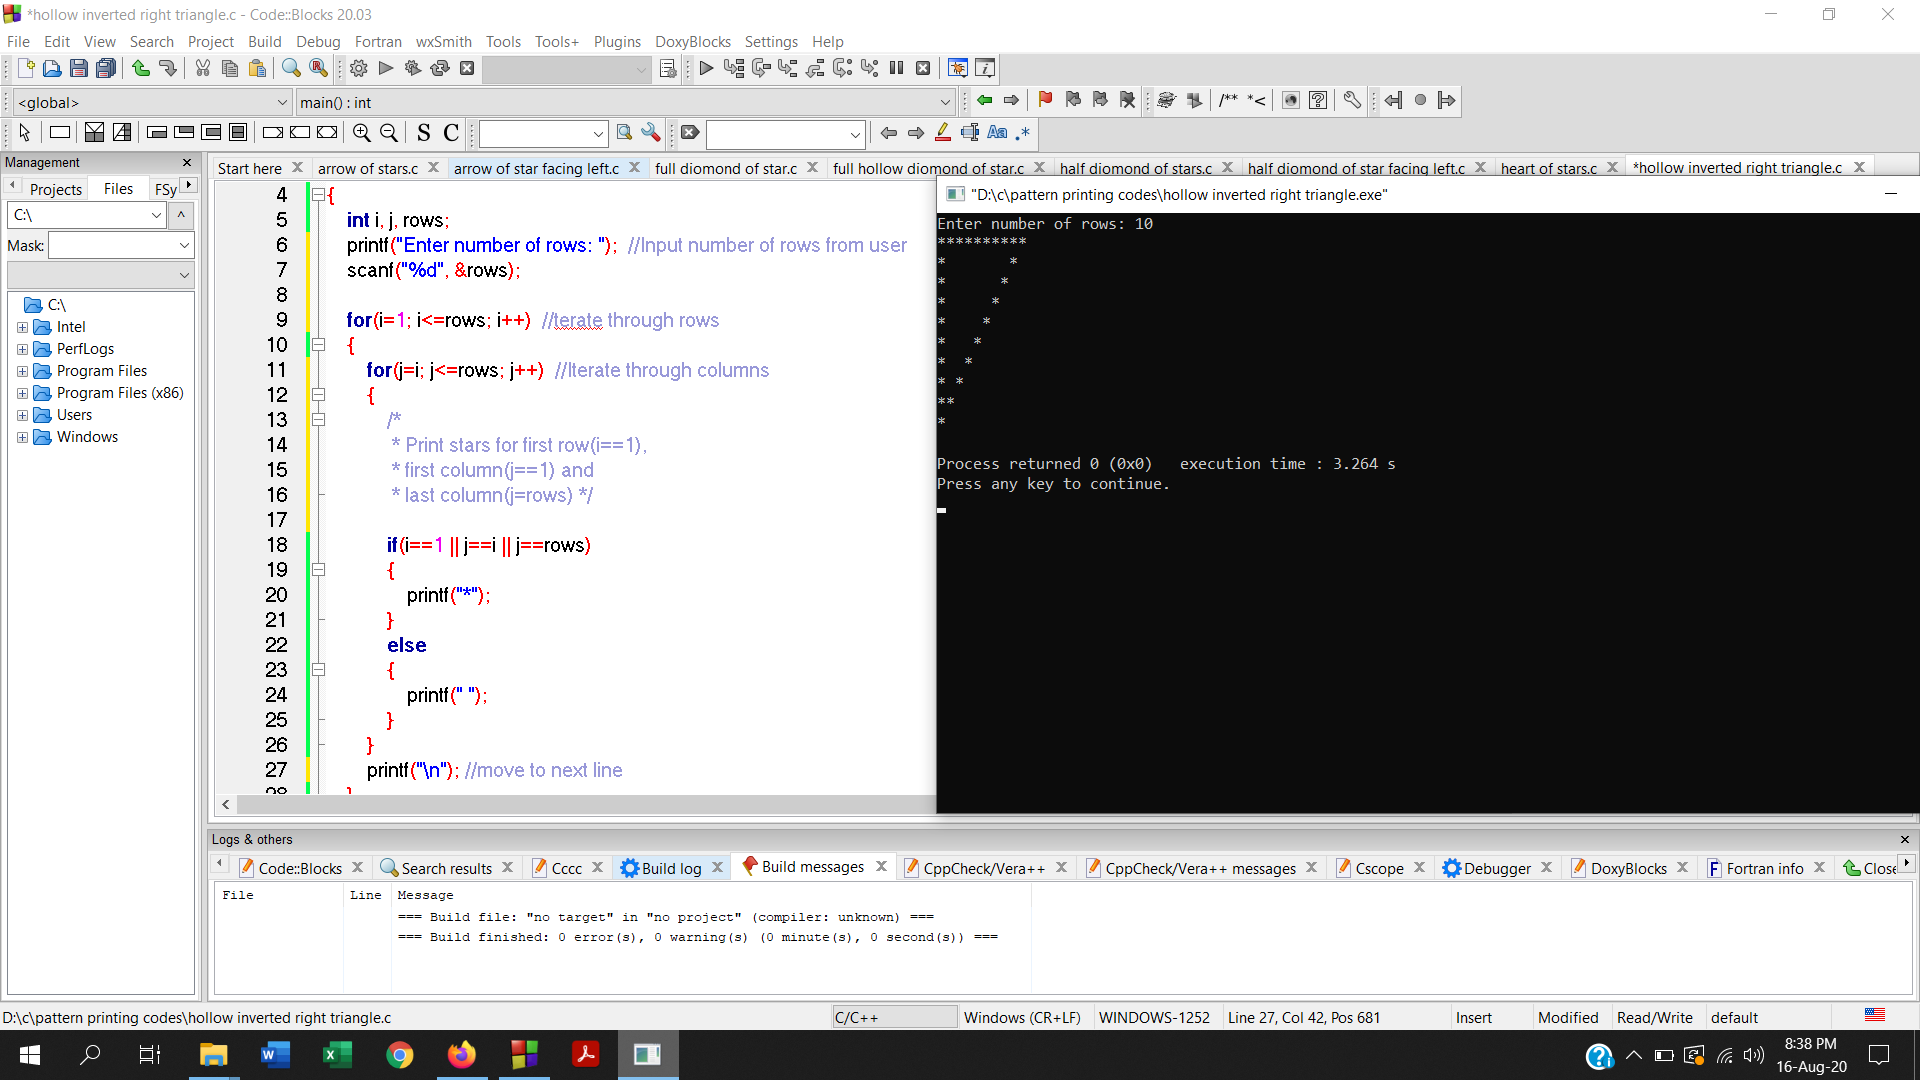 *hollow inverted right triangle.c - Code::Blocks 20.03
File Edit View Search Project Build Debug Fortran wxSmith Tools Tools+ Plugins DoxyBlocks Settings Help
<global> main() : int
/** *<
S C Aa .*
Management
Projects Files FSy
C:\
Mask:
C:\
Intel
PerfLogs
Program Files
Program Files (x86)
Users
Windows
Start here arrow of stars.c arrow of star facing left.c full diomond of star.c full hollow diomond of star.c half diomond of stars.c half diomond of star facing left.c heart of stars.c *hollow inverted right triangle.c
4 {
5 int i, j, rows;
6 printf("Enter number of rows: "); //Input number of rows from user
7 scanf("%d", &rows);
8
9 for(i=1; i<=rows; i++) //terate through rows
10 {
11 for(j=i; j<=rows; j++) //Iterate through columns
12 {
13 /*
14 * Print stars for first row(i==1),
15 * first column(j==1) and
16 * last column(j=rows) */
17
18 if(i==1 || j==i || j==rows)
19 {
20 printf("*");
21 }
22 else
23 {
24 printf(" ");
25 }
26 }
27 printf("\n"); //move to next line
28 }
"D:\c\pattern printing codes\hollow inverted right triangle.exe"
Enter number of rows: 10
**********
*       *
*      *
*     *
*    *
*   *
*  *
* *
**
*
Process returned 0 (0x0)   execution time : 3.264 s
Press any key to continue.
Logs & others
Code::Blocks Search results Cccc Build log Build messages CppCheck/Vera++ CppCheck/Vera++ messages Cscope Debugger DoxyBlocks Fortran info Close
File Line Message
=== Build file: "no target" in "no project" (compiler: unknown) ===
=== Build finished: 0 error(s), 0 warning(s) (0 minute(s), 0 second(s)) ===
D:\c\pattern printing codes\hollow inverted right triangle.c C/C++ Windows (CR+LF) WINDOWS-1252 Line 27, Col 42, Pos 681 Insert Modified Read/Write default
8:38 PM
16-Aug-20